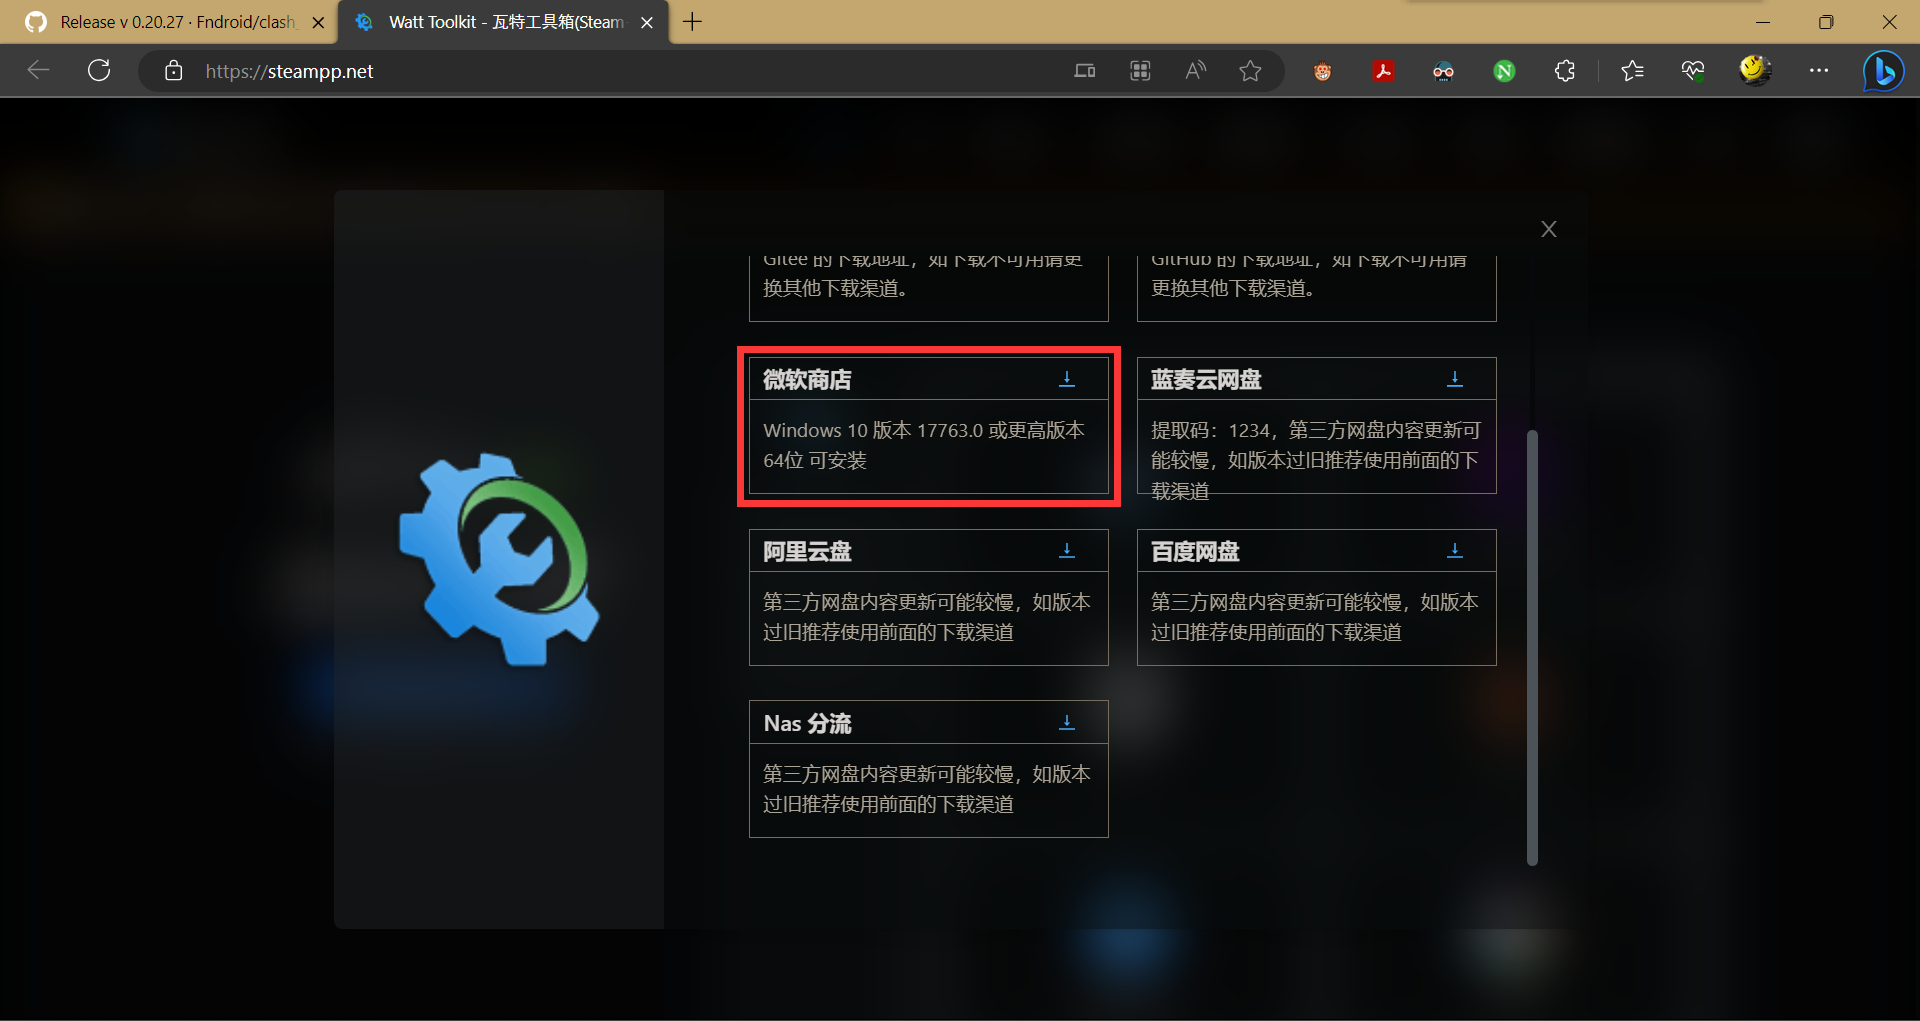 Release v 0.20.27 · Fndroid/clash_
Watt Toolkit - 瓦特工具箱(Steam
https://steampp.net
X
Gitee 的下载地址，如下载不可用请更
换其他下载渠道。
GitHub 的下载地址，如下载不可用请
更换其他下载渠道。
微软商店
Windows 10 版本 17763.0 或更高版本
64位 可安装
蓝奏云网盘
提取码：1234，第三方网盘内容更新可
能较慢，如版本过旧推荐使用前面的下
载渠道
阿里云盘
第三方网盘内容更新可能较慢，如版本
过旧推荐使用前面的下载渠道
百度网盘
第三方网盘内容更新可能较慢，如版本
过旧推荐使用前面的下载渠道
Nas 分流
第三方网盘内容更新可能较慢，如版本
过旧推荐使用前面的下载渠道